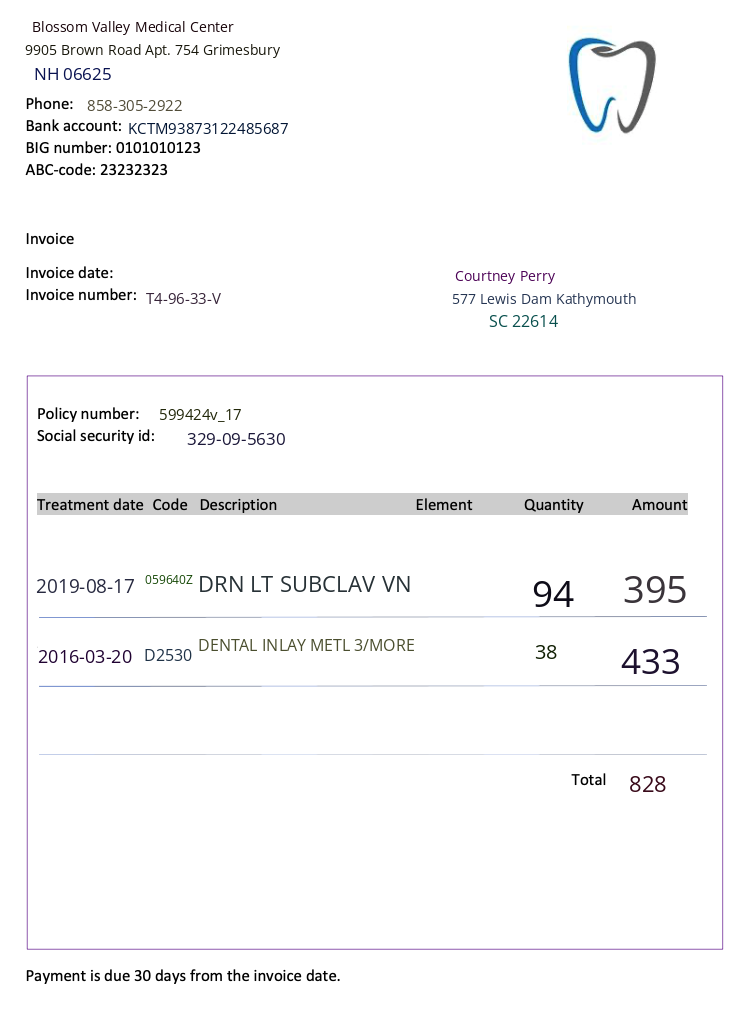 Blossom Valley Medical Center
9905 Brown Road Apt. 754 Grimesbury
NH 06625
Phone: 858-305-2922
Bank account: KCTM93873122485687
BIG number: 0101010123
ABC-code: 23232323
Invoice
Invoice date:
Invoice number: T4-96-33-V
Courtney Perry
577 Lewis Dam Kathymouth
SC 22614
Policy number: 599424v_17
Social security id: 329-09-5630
Treatment date Code Description Element Quantity Amount
2019-08-17 059640Z DRN LT SUBCLAV VN 94 395
2016-03-20 D2530 DENTAL INLAY METL 3/MORE 38 433
Total 828
Payment is due 30 days from the invoice date.